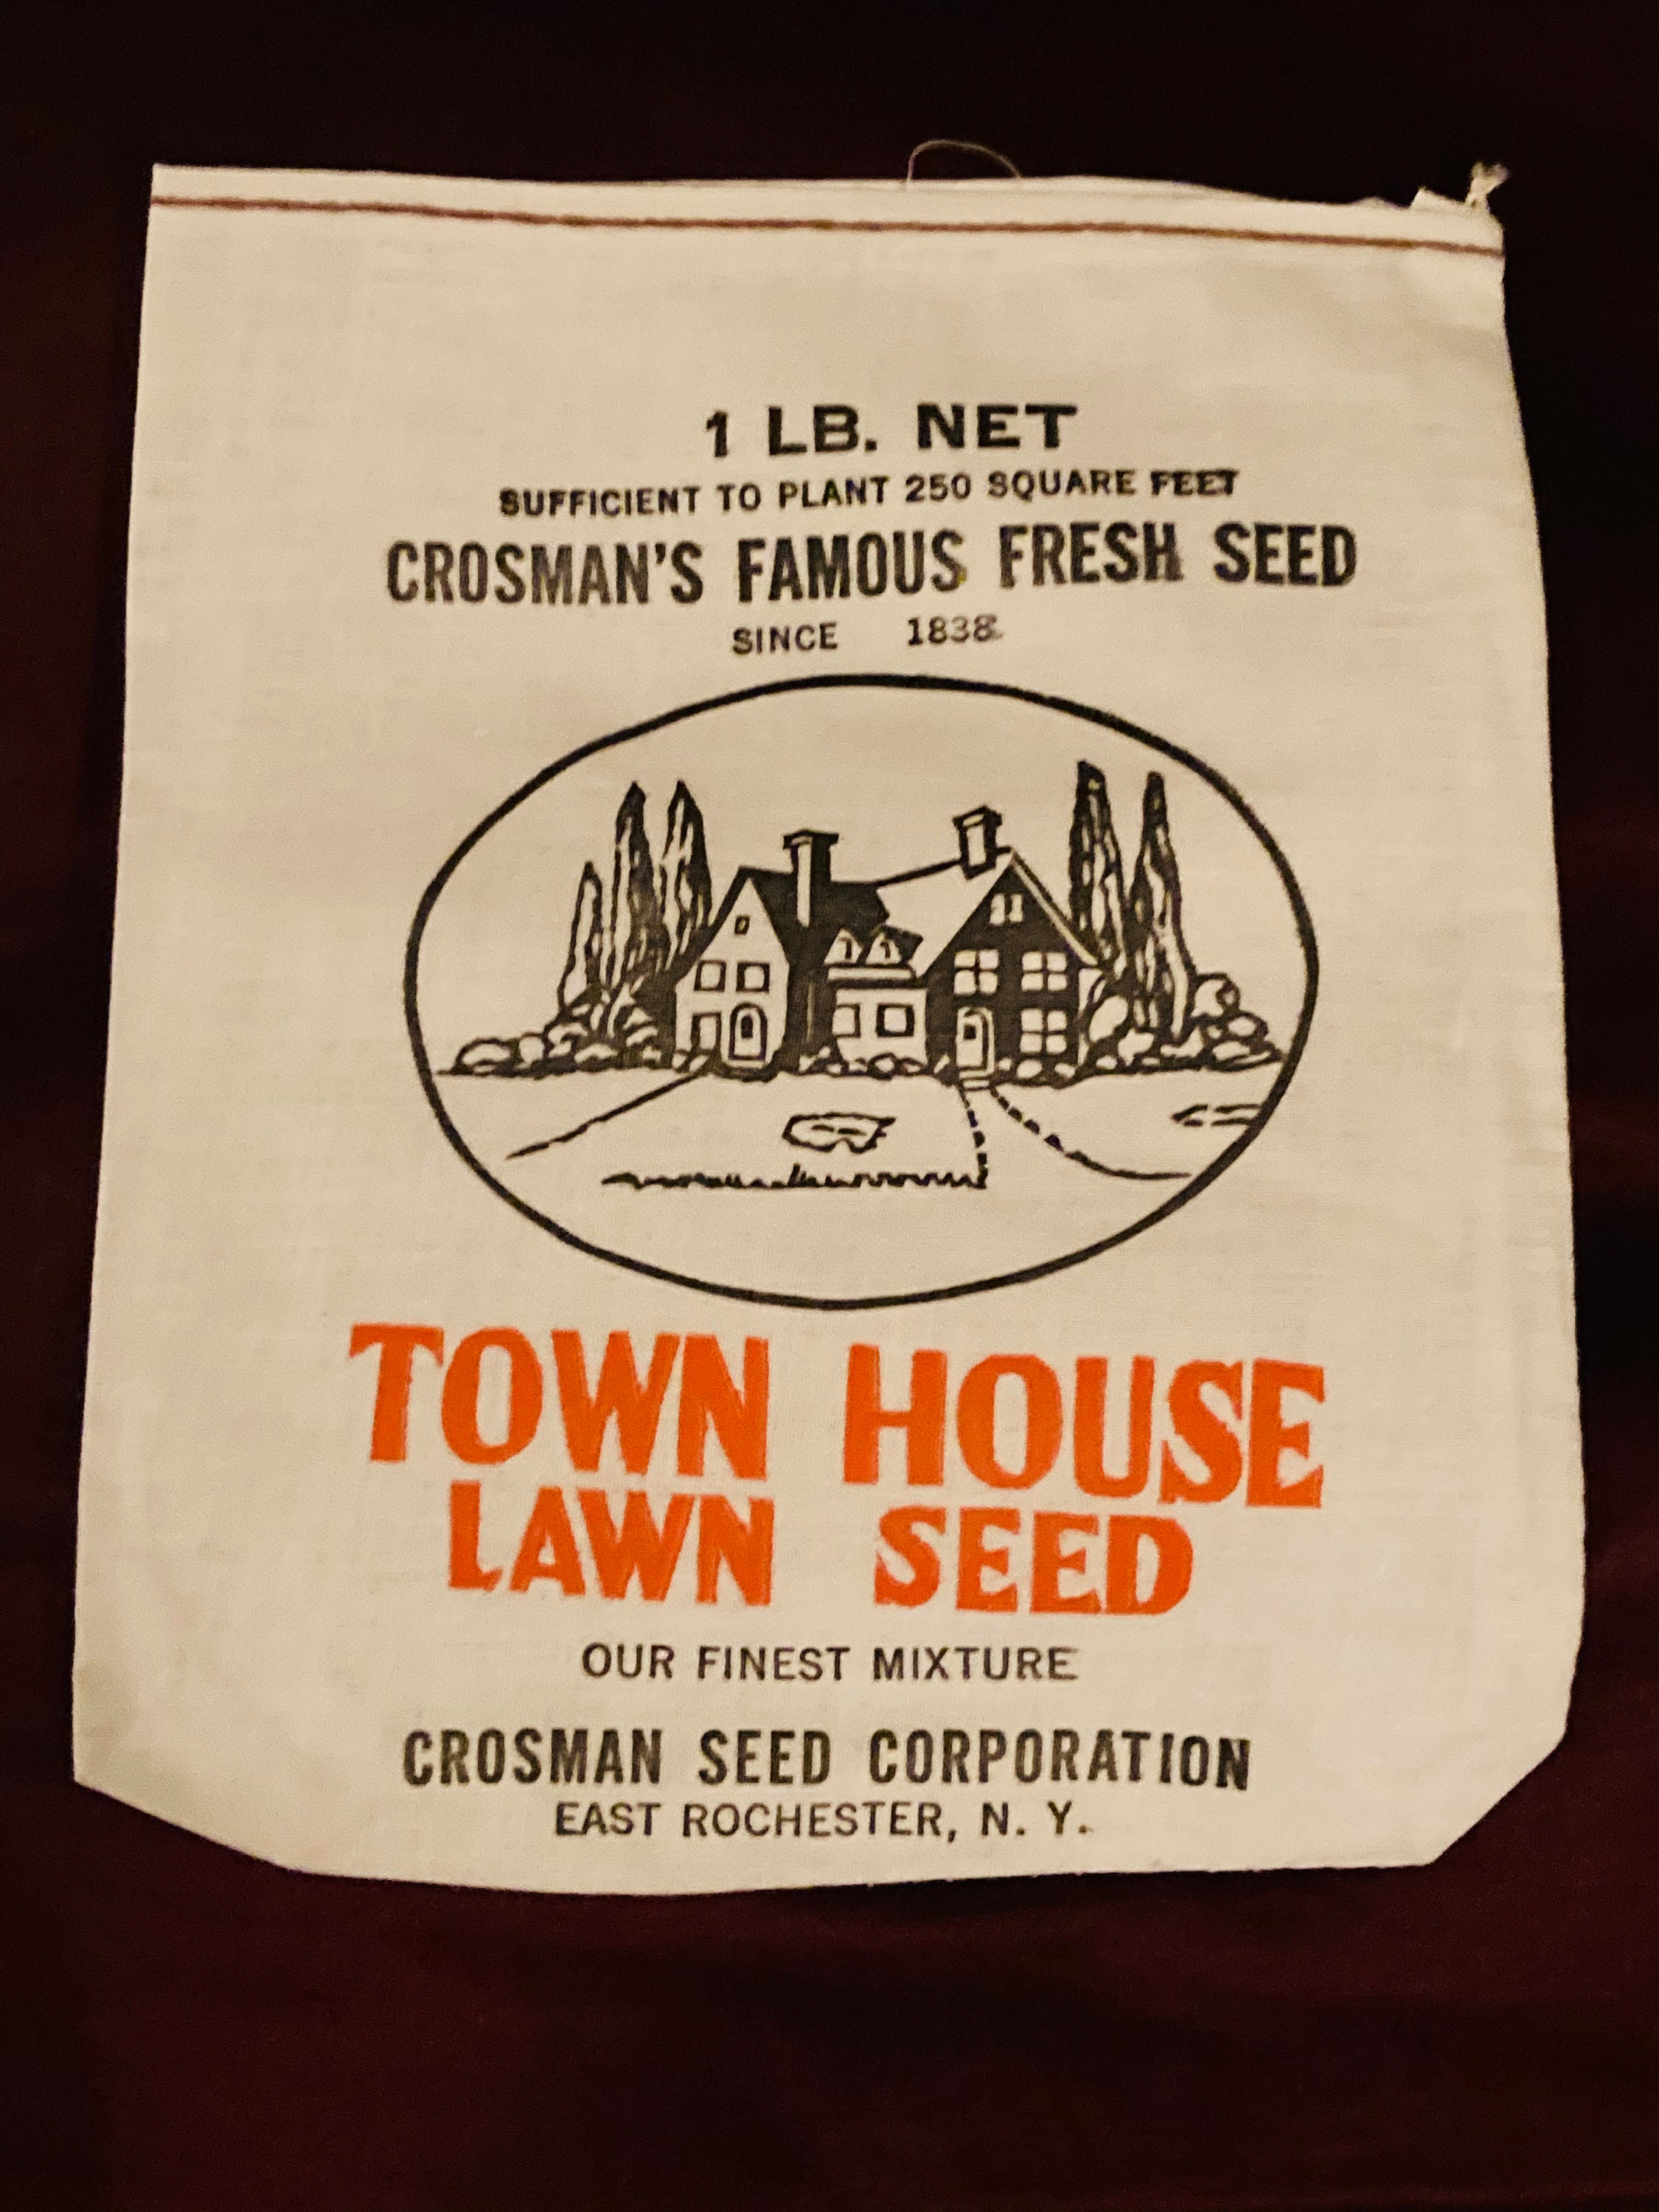 1 LB. NET
SUFFICIENT TO PLANT 250 SQUARE FEET
CROSMAN'S FAMOUS FRESH SEED
SINCE 1838
TOWN HOUSE
LAWN SEED
OUR FINEST MIXTURE
CROSMAN SEED CORPORATION
EAST ROCHESTER, N. Y.